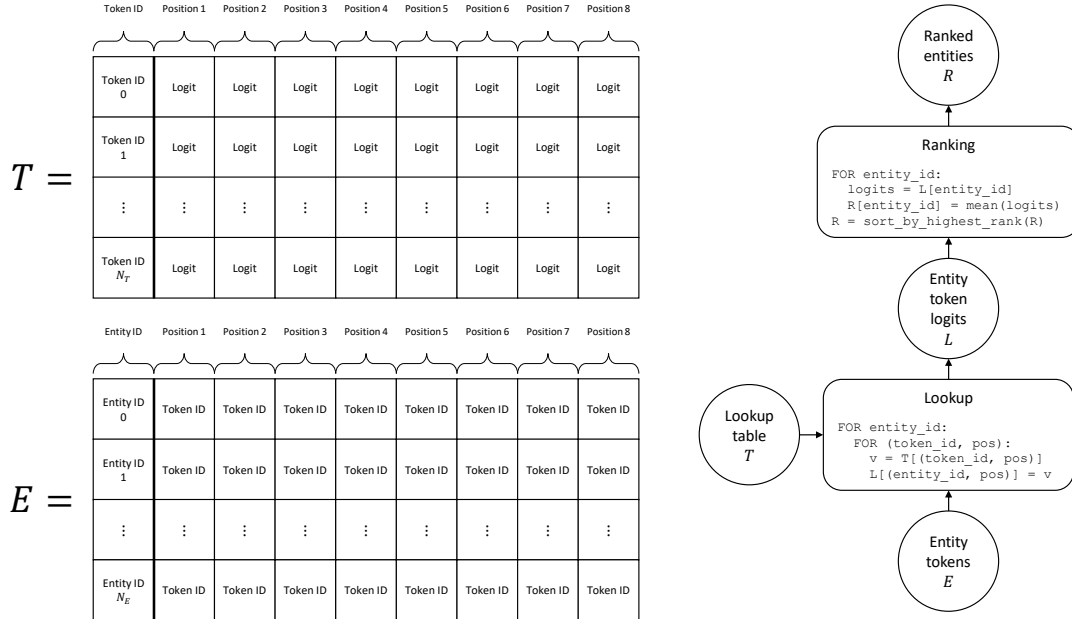 Token ID Position 1 Position 2 Position 3 Position 4 Position 5 Position 6 Position 7 Position 8
Token ID
0
Logit Logit Logit Logit Logit Logit Logit Logit
Token ID
1
Logit Logit Logit Logit Logit Logit Logit Logit
T =
⋮ ⋮ ⋮ ⋮ ⋮ ⋮ ⋮ ⋮ ⋮
Token ID
N_T
Logit Logit Logit Logit Logit Logit Logit Logit
Entity ID Position 1 Position 2 Position 3 Position 4 Position 5 Position 6 Position 7 Position 8
Entity ID
0
Token ID Token ID Token ID Token ID Token ID Token ID Token ID Token ID
Entity ID
1
Token ID Token ID Token ID Token ID Token ID Token ID Token ID Token ID
E =
⋮ ⋮ ⋮ ⋮ ⋮ ⋮ ⋮ ⋮ ⋮
Entity ID
N_E
Token ID Token ID Token ID Token ID Token ID Token ID Token ID Token ID
Ranked
entities
R
Ranking
FOR entity_id:
logits = L[entity_id]
R[entity_id] = mean(logits)
R = sort_by_highest_rank(R)
Entity
token
logits
L
Lookup
table
T
Lookup
FOR entity_id:
FOR (token_id, pos):
v = T[(token_id, pos)]
L[(entity_id, pos)] = v
Entity
tokens
E